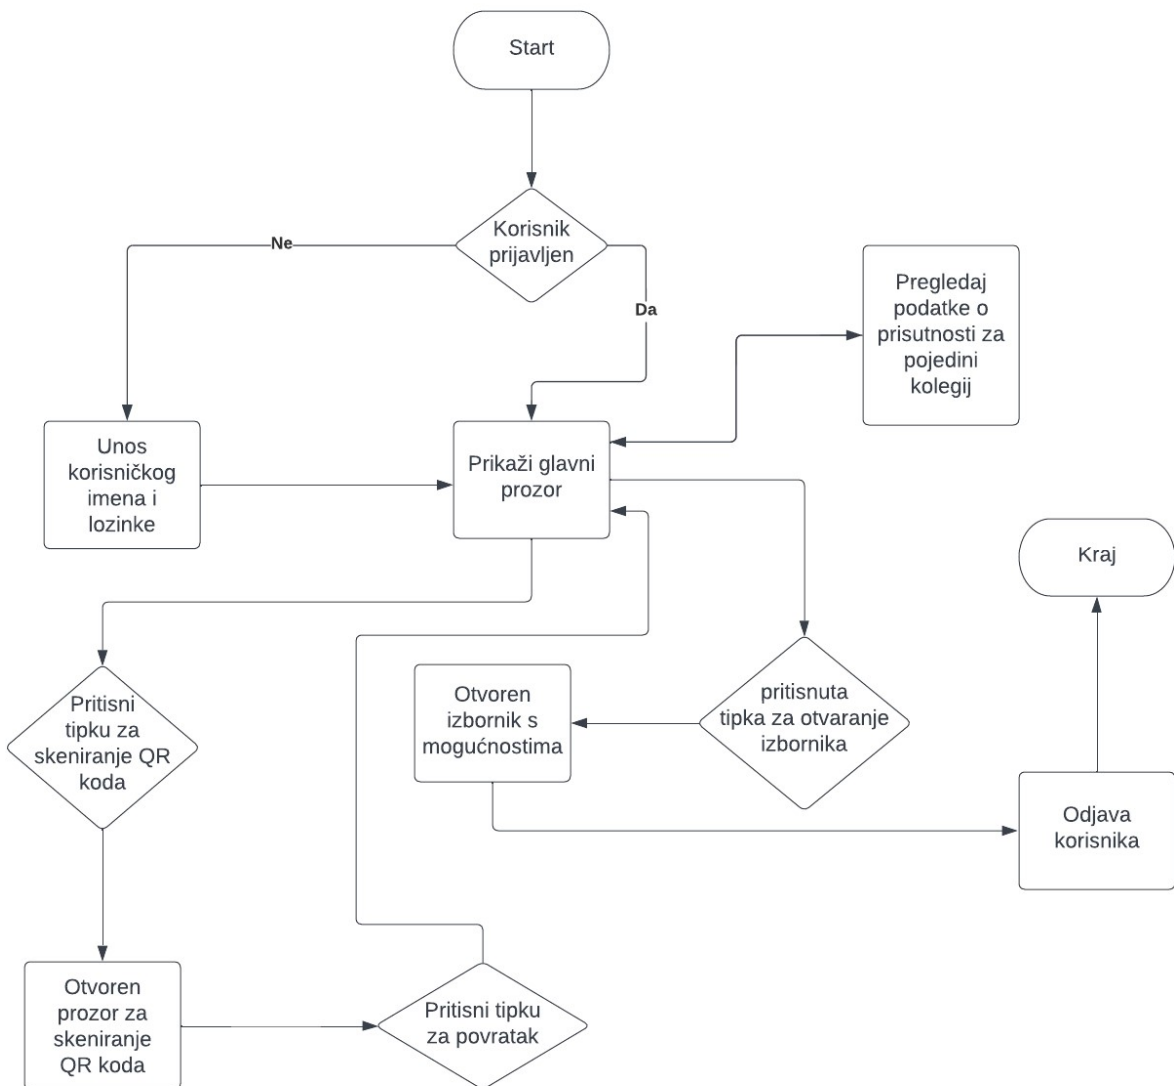 Start
Korisnik
prijavljen
Ne
Da
Pregledaj
podatke o
prisutnosti za
pojedini
kolegij
Unos
korisničkog
imena i
lozinke
Prikaži glavni
prozor
Kraj
Pritisni
tipku za
skeniranje QR
koda
Otvoren
izbornik s
mogućnostima
pritisnuta
tipka za otvaranje
izbornika
Odjava
korisnika
Otvoren
prozor za
skeniranje
QR koda
Pritisni tipku
za povratak